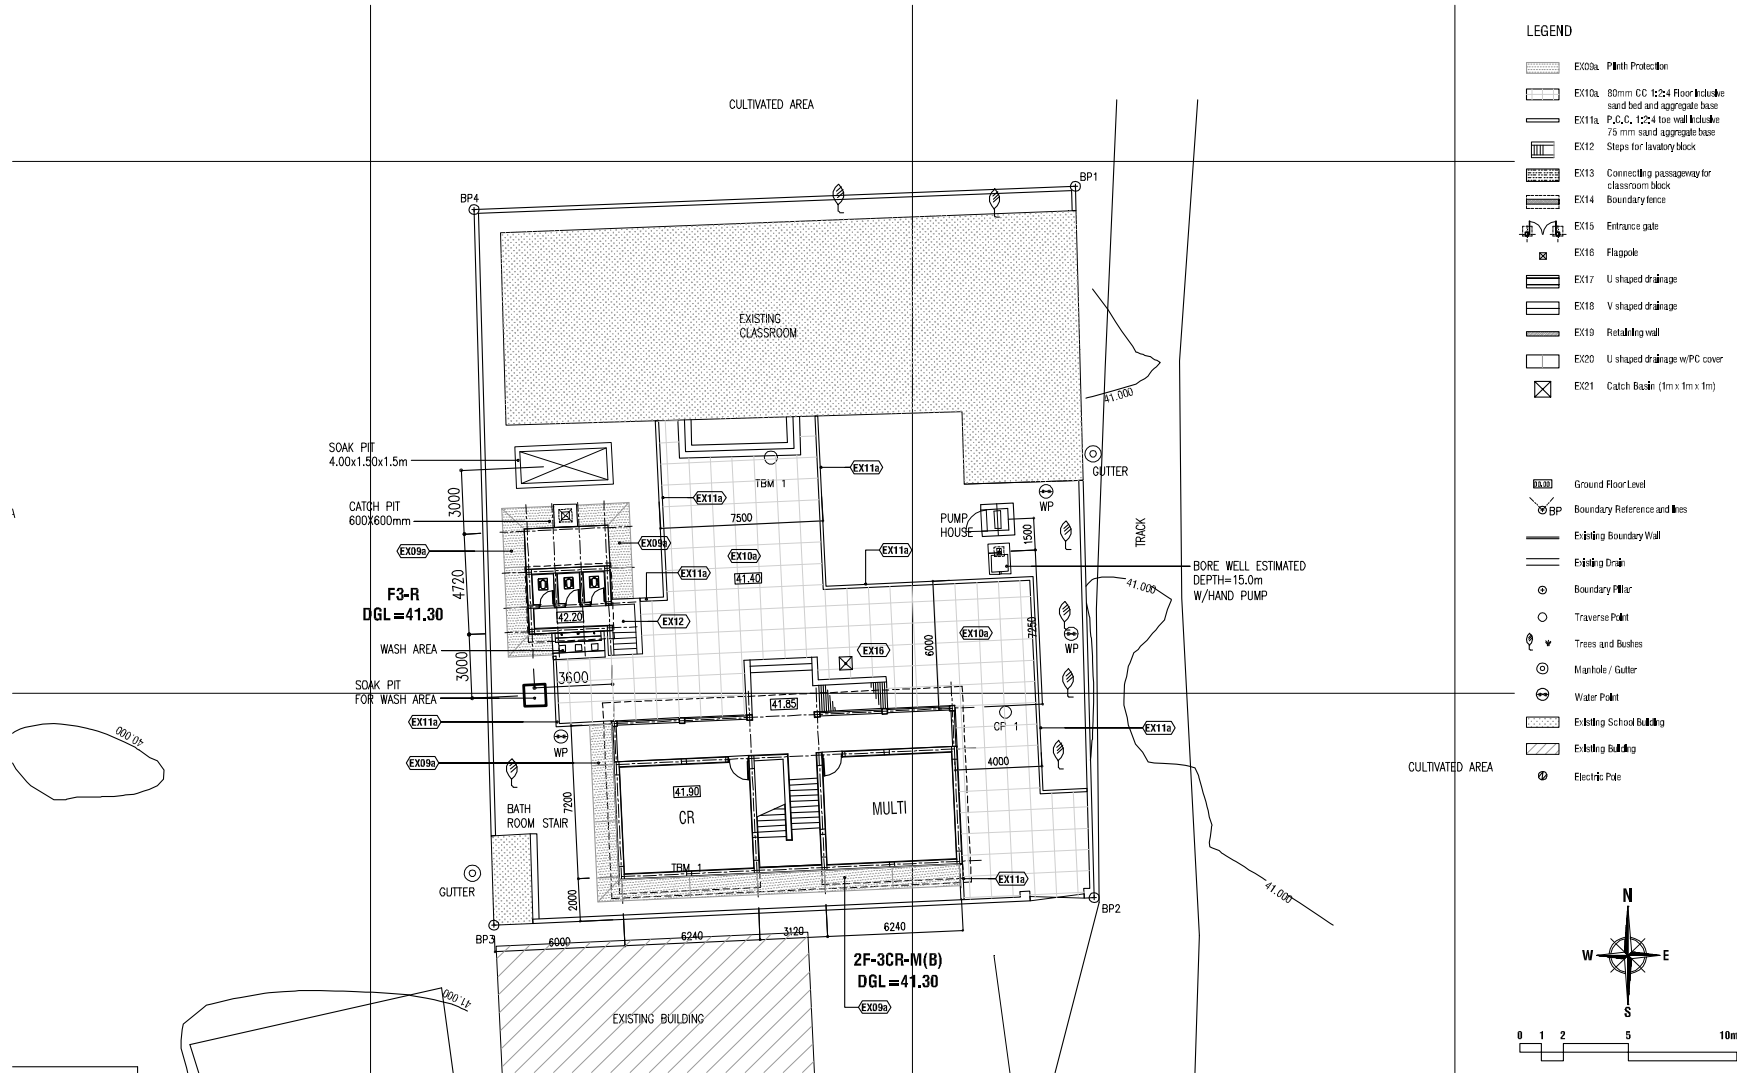 CULTIVATED AREA
BP4
BP1
EXISTING
CLASSROOM
41.000
SOAK PIT
4.00x1.50x1.5m
CATCH PIT
600X600mm
3000
4720
3000
EX09a
EX09a
F3-R
DGL=41.30
42.20
WASH AREA
SOAK PIT
FOR WASH AREA
3600
EX11a
EX09a
EX11a
EX11a
EX12
TBM 1
7500
EX10a
41.40
EX11a
EX11a
PUMP
HOUSE
1500
WP
GUTTER
TRACK
BORE WELL ESTIMATED
DEPTH=15.0m
W/HAND PUMP
41.000
EX10a
6000
7250
WP
EX16
41.85
CP 1
4000
EX11a
CULTIVATED AREA
WP
7200
BATH
ROOM STAIR
41.90
CR
MULTI
TBM 1
EX11a
2000
GUTTER
BP3
BP2
6000
6240
3120
6240
2F-3CR-M(B)
DGL=41.30
EX09a
EXISTING BUILDING
40.000
41.000
41.000
LEGEND
EX09a Plinth Protection
EX10a 80mm CC 1:2:4 Floor Inclusive
sand bed and aggregate base
EX11a P.C.C. 1:2:4 toe wall Inclusive
75 mm sand aggregate base
EX12 Steps for lavatory block
EX13 Connecting passageway for
classroom block
EX14 Boundary fence
EX15 Entrance gate
EX16 Flagpole
EX17 U shaped drainage
EX18 V shaped drainage
EX19 Retaining wall
EX20 U shaped drainage w/PC cover
EX21 Catch Basin (1m x 1m x 1m)
00.00 Ground Floor Level
BP Boundary Reference and lines
Existing Boundary Wall
Existing Drain
Boundary Pillar
Traverse Point
Trees and Bushes
Manhole / Gutter
Water Point
Existing School Building
Existing Building
Electric Pole
N
W E
S
0 1 2 5 10m